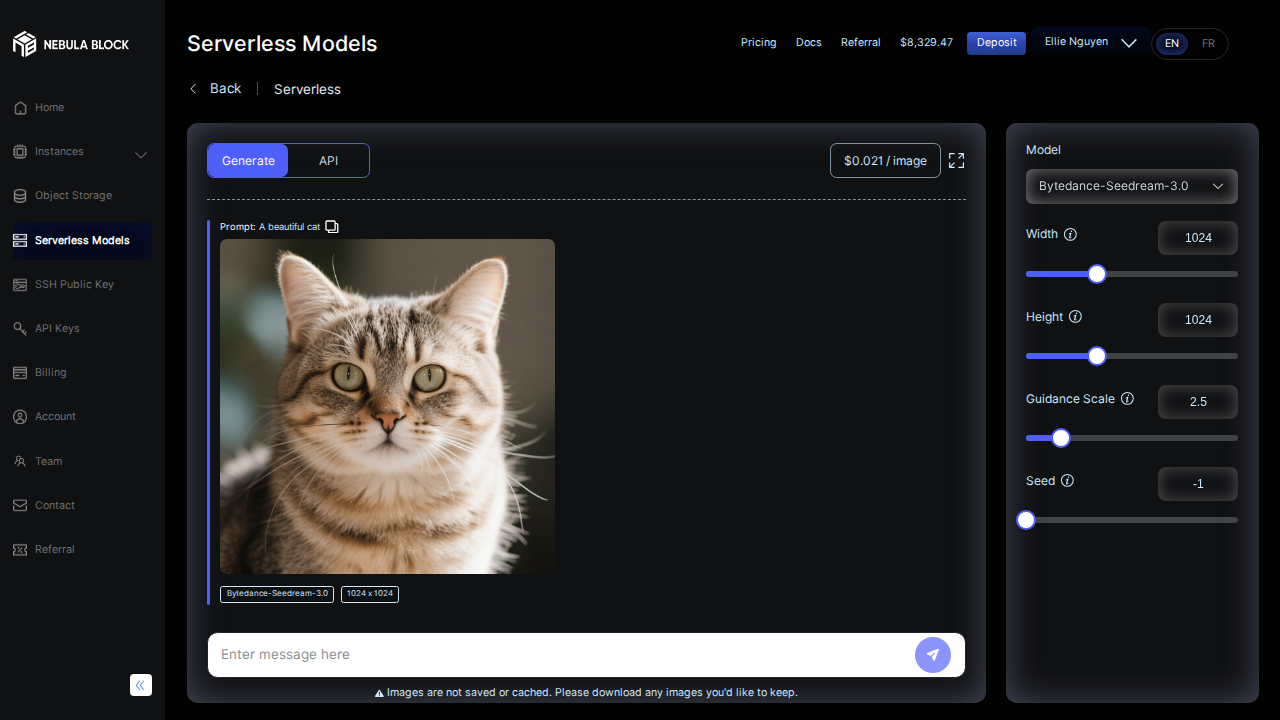 NEBULA BLOCK
Serverless Models
Pricing
Docs
Referral
$8,329.47
Deposit
Ellie Nguyen
EN
FR
Back
Serverless
Home
Instances
Object Storage
Serverless Models
SSH Public Key
API Keys
Billing
Account
Team
Contact
Referral
Generate
API
$0.021 / image
Prompt: A beautiful cat
Bytedance-Seedream-3.0
1024 x 1024
Enter message here
Images are not saved or cached. Please download any images you'd like to keep.
Model
Bytedance-Seedream-3.0
Width
1024
Height
1024
Guidance Scale
2.5
Seed
-1